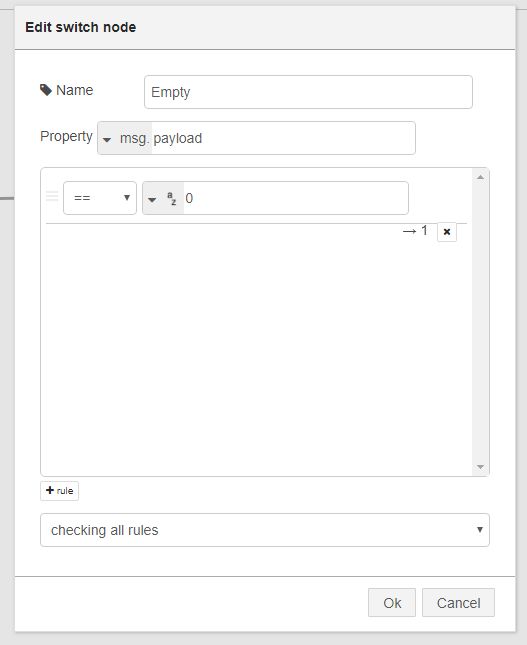 Edit switch node
Name Empty
Property msg. payload
== a z 0
→ 1 ×
+ rule
checking all rules
Ok Cancel